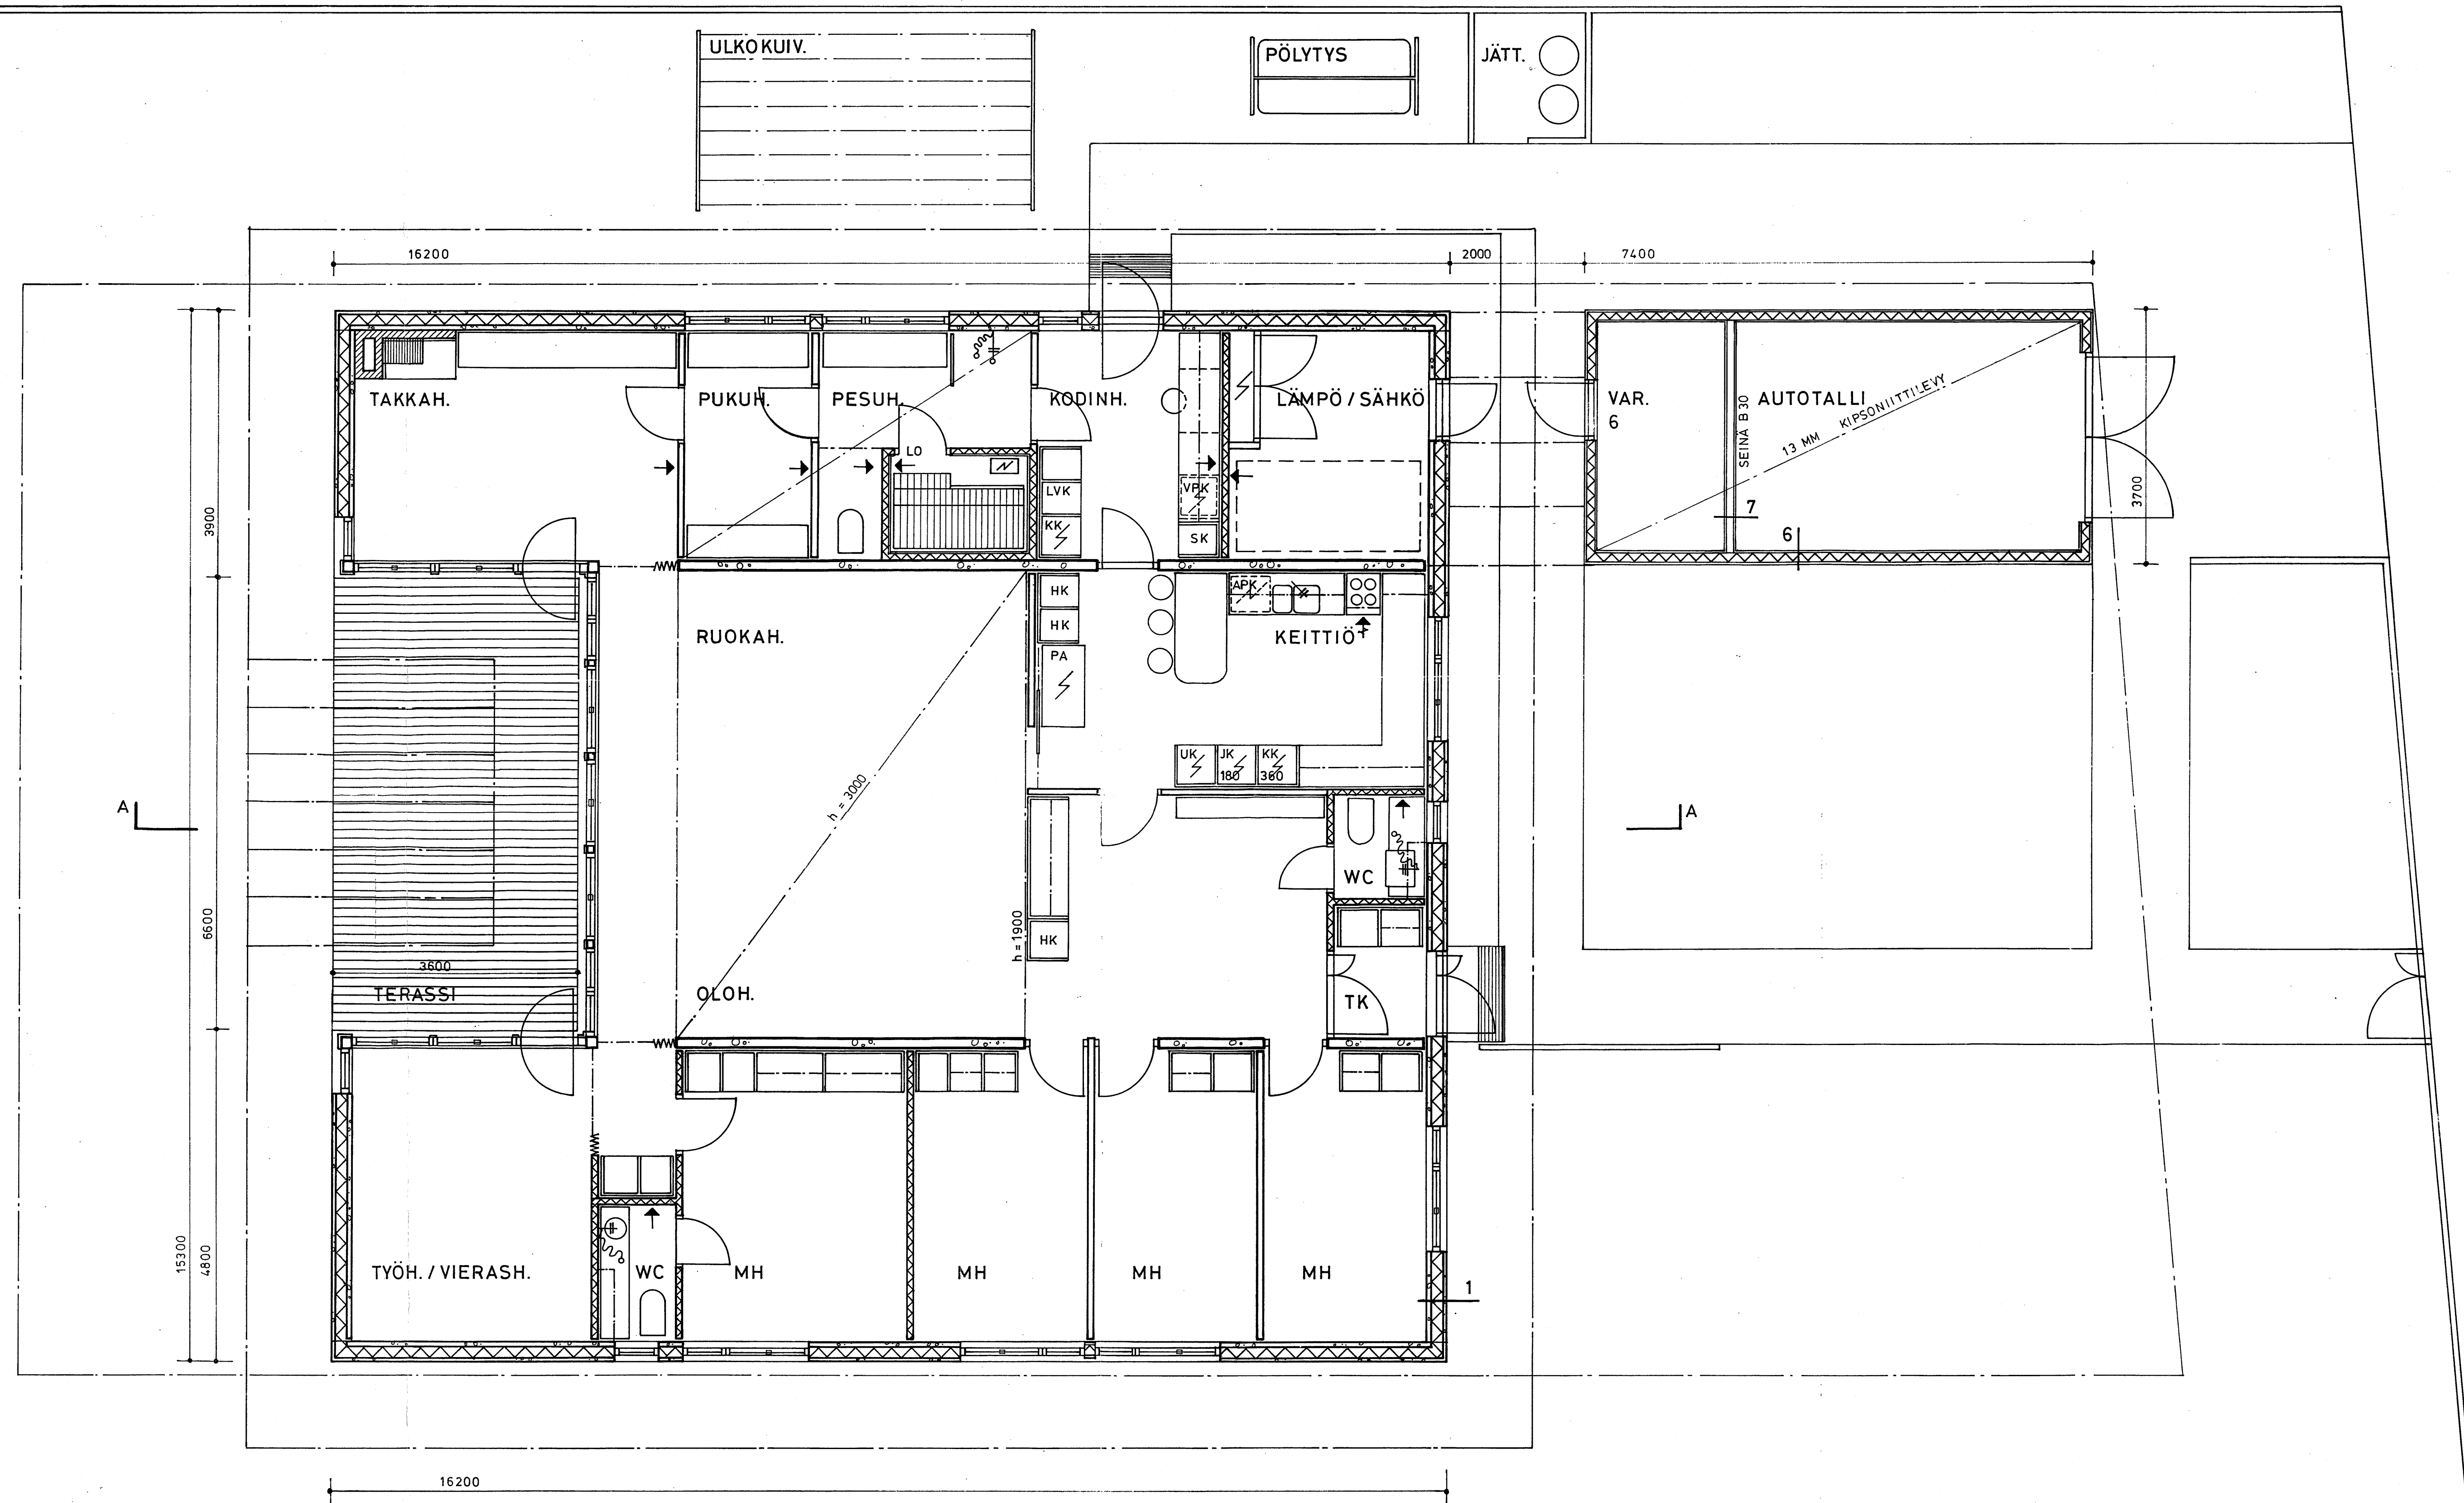 ULKOKUIV.
PÖLYTYS
JÄTT.
16200
2000
7400
TAKKAH.
PUKUH.
PESUH.
KODINH.
LÄMPÖ / SÄHKÖ
VAR.
6
AUTOTALLI
SEINÄ B 30
13 MM KIPSONIITTILEVY
LO
LVK
KK
VPK
SK
7
6
3700
3900
HK
HK
PA
APK
RUOKAH.
KEITTIÖ
UK
JK
180
KK
360
h = 3000
A
A
WC
6600
h = 1900
HK
3600
TERASSI
OLOH.
TK
15300
4800
TYÖH. / VIERASH.
WC
MH
MH
MH
MH
1
16200